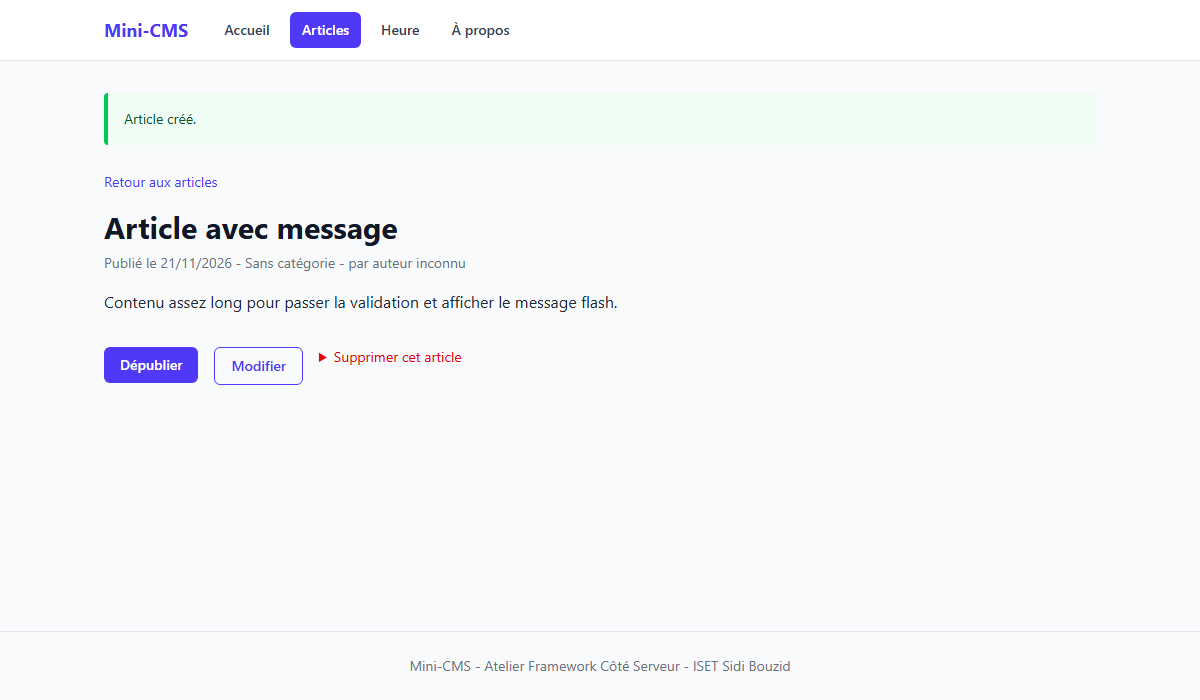 Mini-CMS Accueil Articles Heure À propos
Article créé.
Retour aux articles
Article avec message
Publié le 21/11/2026 - Sans catégorie - par auteur inconnu
Contenu assez long pour passer la validation et afficher le message flash.
Dépublier Modifier ▶ Supprimer cet article
Mini-CMS - Atelier Framework Côté Serveur - ISET Sidi Bouzid